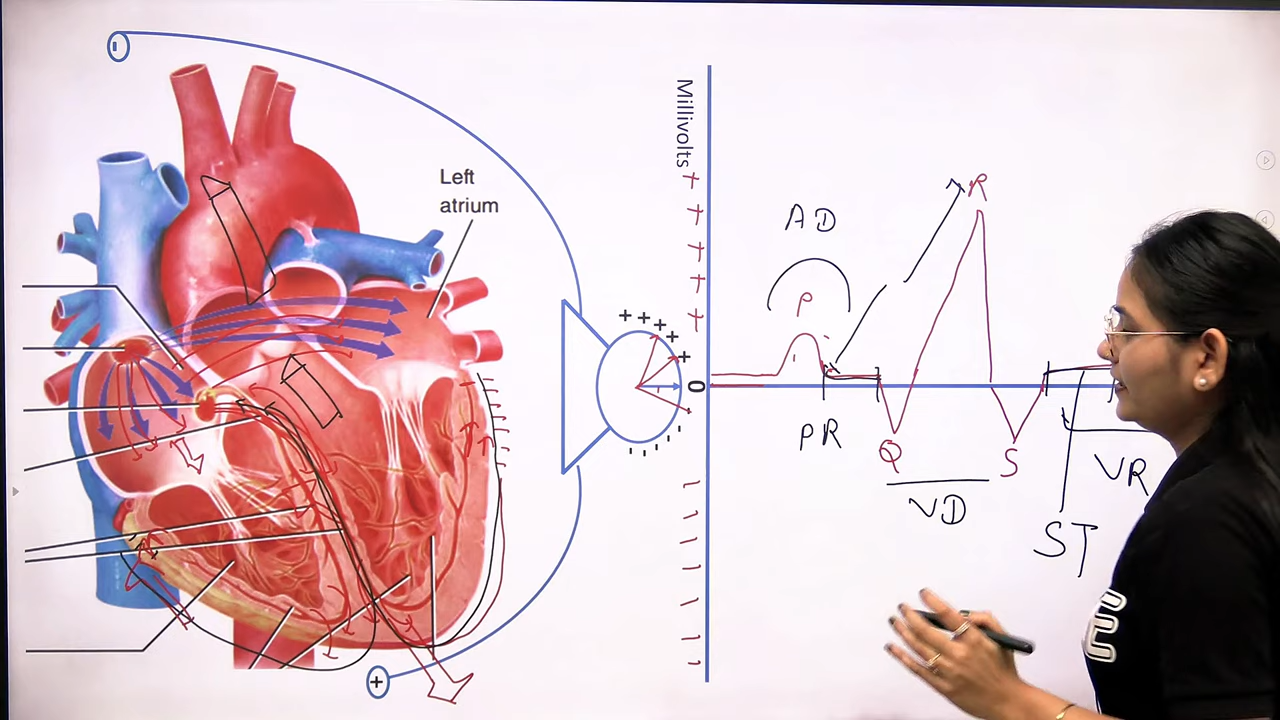 Left
atrium
Millivolts
+
+
+
+
+
0
-
+
+ + + + +
AD
P
R
PR
Q
S
VD
VR
ST
E